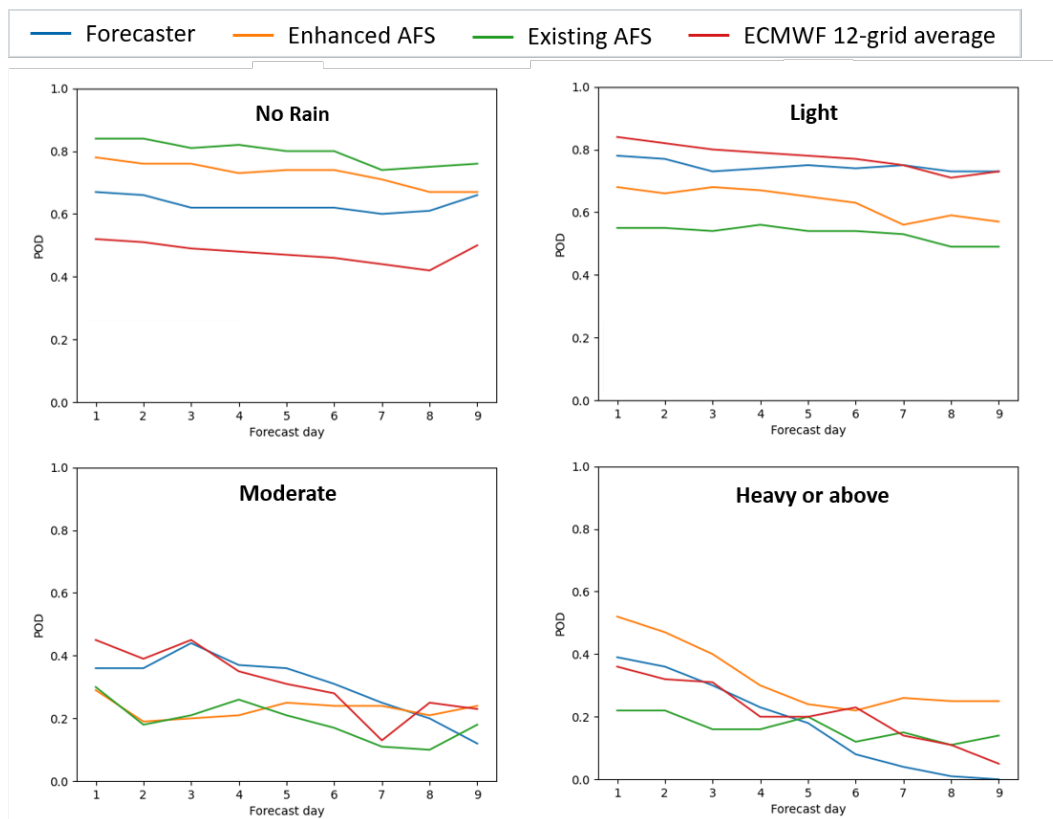 Forecaster Enhanced AFS Existing AFS ECMWF 12-grid average
No Rain
1.0
0.8
0.6
0.4
0.2
0.0
POD
1 2 3 4 5 6 7 8 9
Forecast day
Light
1.0
0.8
0.6
0.4
0.2
0.0
POD
1 2 3 4 5 6 7 8 9
Forecast day
Moderate
1.0
0.8
0.6
0.4
0.2
0.0
POD
1 2 3 4 5 6 7 8 9
Forecast day
Heavy or above
1.0
0.8
0.6
0.4
0.2
0.0
POD
1 2 3 4 5 6 7 8 9
Forecast day